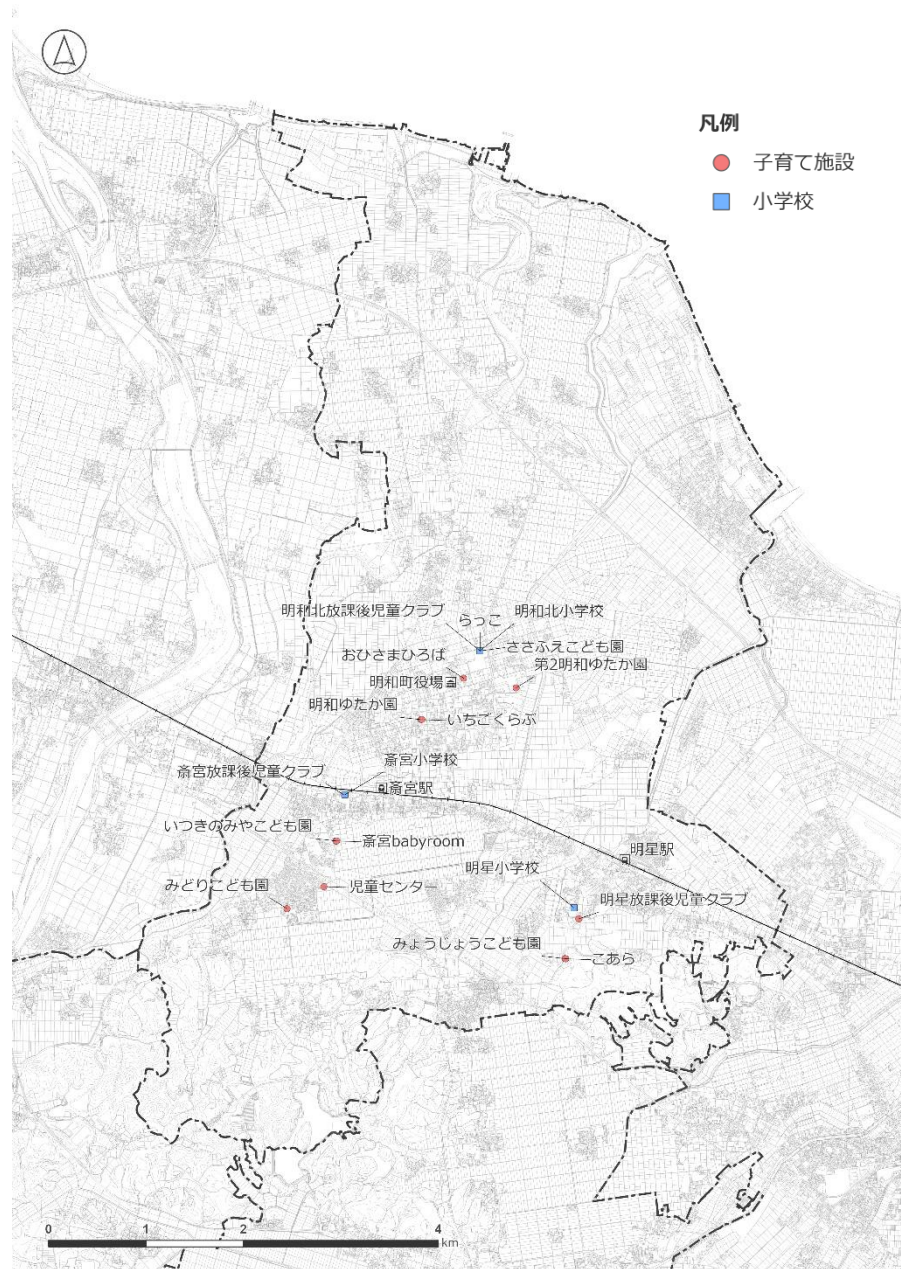 凡例
子育て施設
小学校
明和北放課後児童クラブ
らっこ
明和北小学校
ささふえこども園
おひさまひろば
第2明和ゆたか園
明和町役場
明和ゆたか園
いちごくらぶ
斎宮小学校
斎宮放課後児童クラブ
斎宮駅
いつきのみやこども園
斎宮babyroom
明星駅
明星小学校
みどりこども園
児童センター
明星放課後児童クラブ
みょうじょうこども園
こあら
0 1 2 4
km